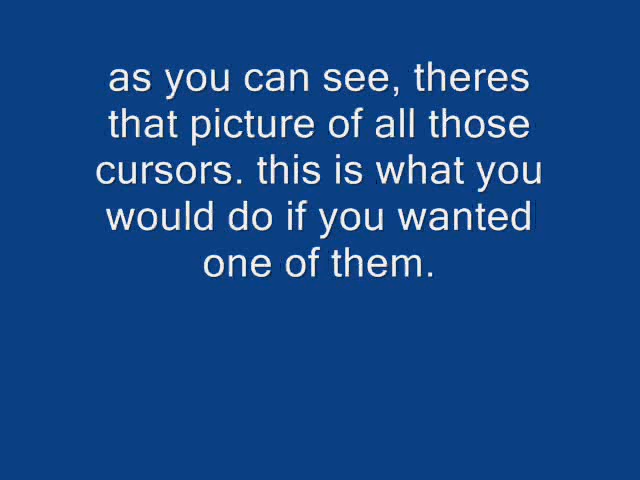 as you can see, theres
that picture of all those
cursors. this is what you
would do if you wanted
one of them.